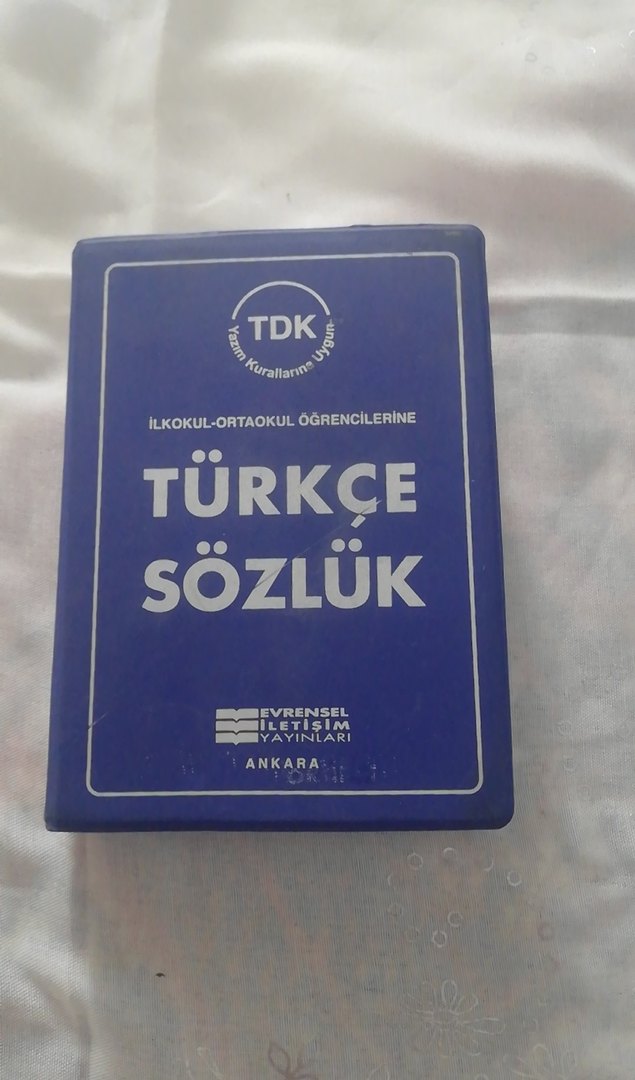 TDK
Yazım Kurallarına Uygun
İLKOKUL-ORTAOKUL ÖĞRENCİLERİNE
TÜRKÇE
SÖZLÜK
EVRENSEL
İLETİŞİM
YAYINLARI
ANKARA